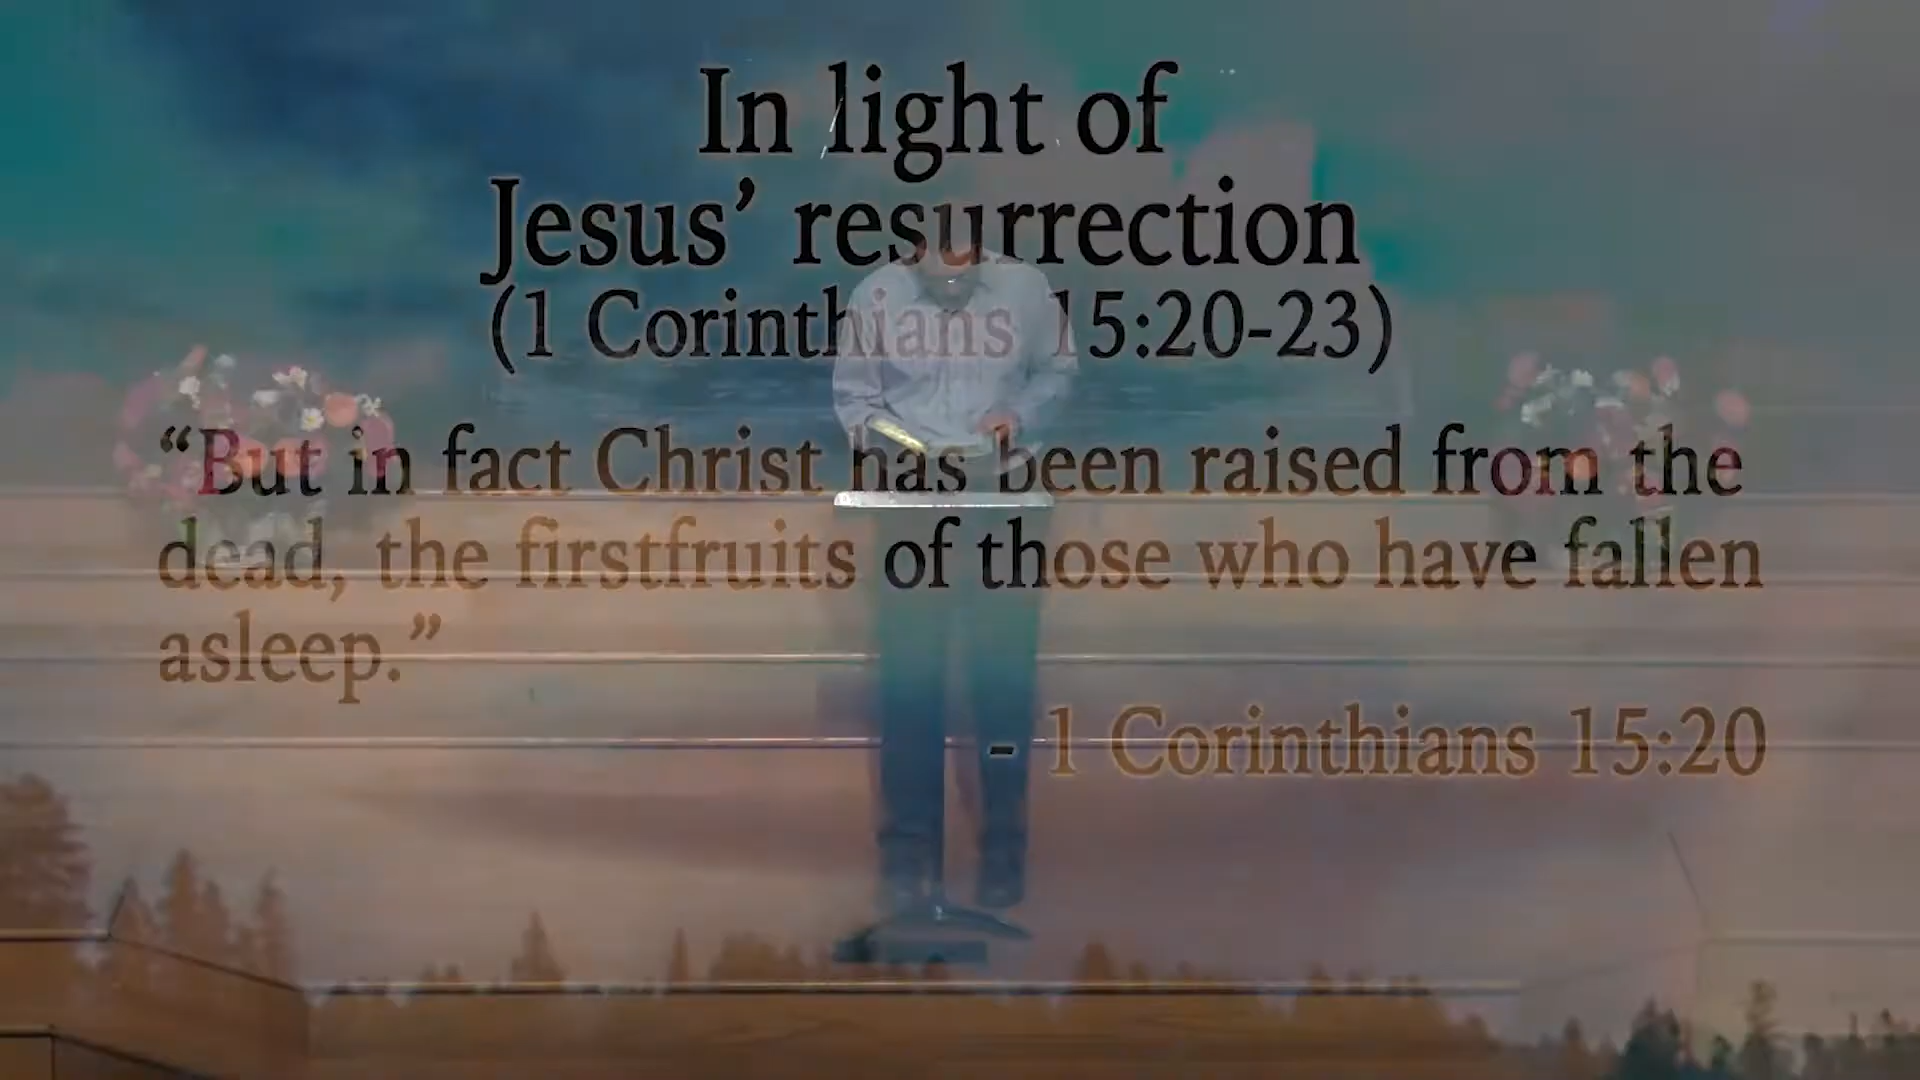 In light of
Jesus’ resurrection
(1 Corinthians 15:20-23)
“But in fact Christ has been raised from the
dead, the firstfruits of those who have fallen
asleep.”
- 1 Corinthians 15:20